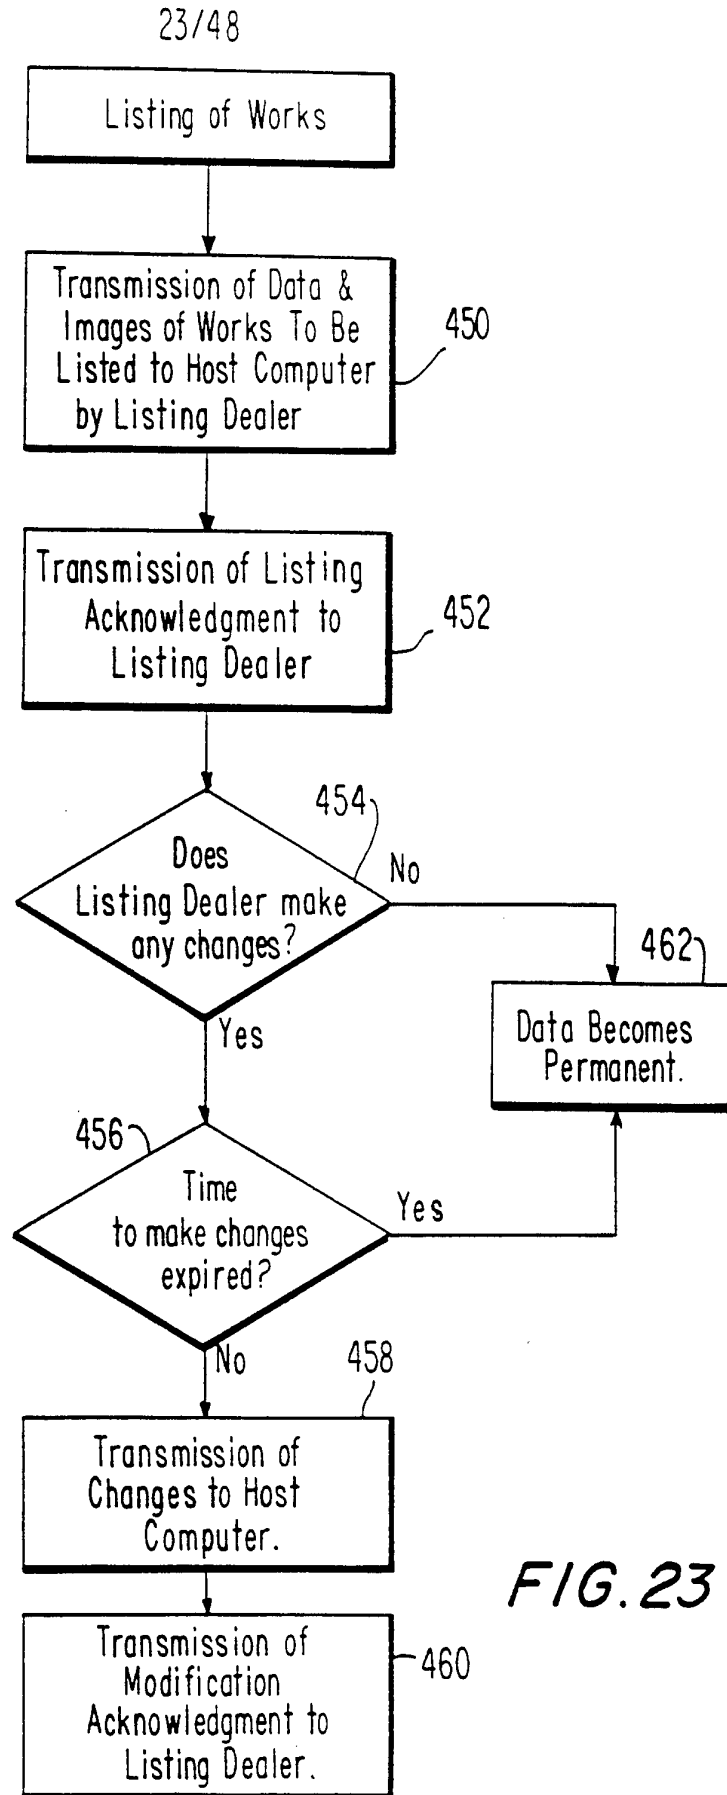 23/48
Listing of Works
Transmission of Data &
Images of Works To Be
Listed to Host Computer
by Listing Dealer
450
Transmission of Listing
Acknowledgment to
Listing Dealer
452
454
Does
Listing Dealer make
any changes?
No
Yes
462
Data Becomes
Permanent.
456
Time
to make changes
expired?
Yes
No
458
Transmission of
Changes to Host
Computer.
FIG. 23
Transmission of
Modification
Acknowledgment to
Listing Dealer.
460